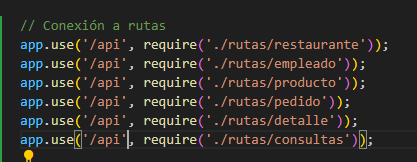 // Conexión a rutas
app.use('/api', require('./rutas/restaurante'));
app.use('/api', require('./rutas/empleado'));
app.use('/api', require('./rutas/producto'));
app.use('/api', require('./rutas/pedido'));
app.use('/api', require('./rutas/detalle'));
app.use('/api', require('./rutas/consultas'));